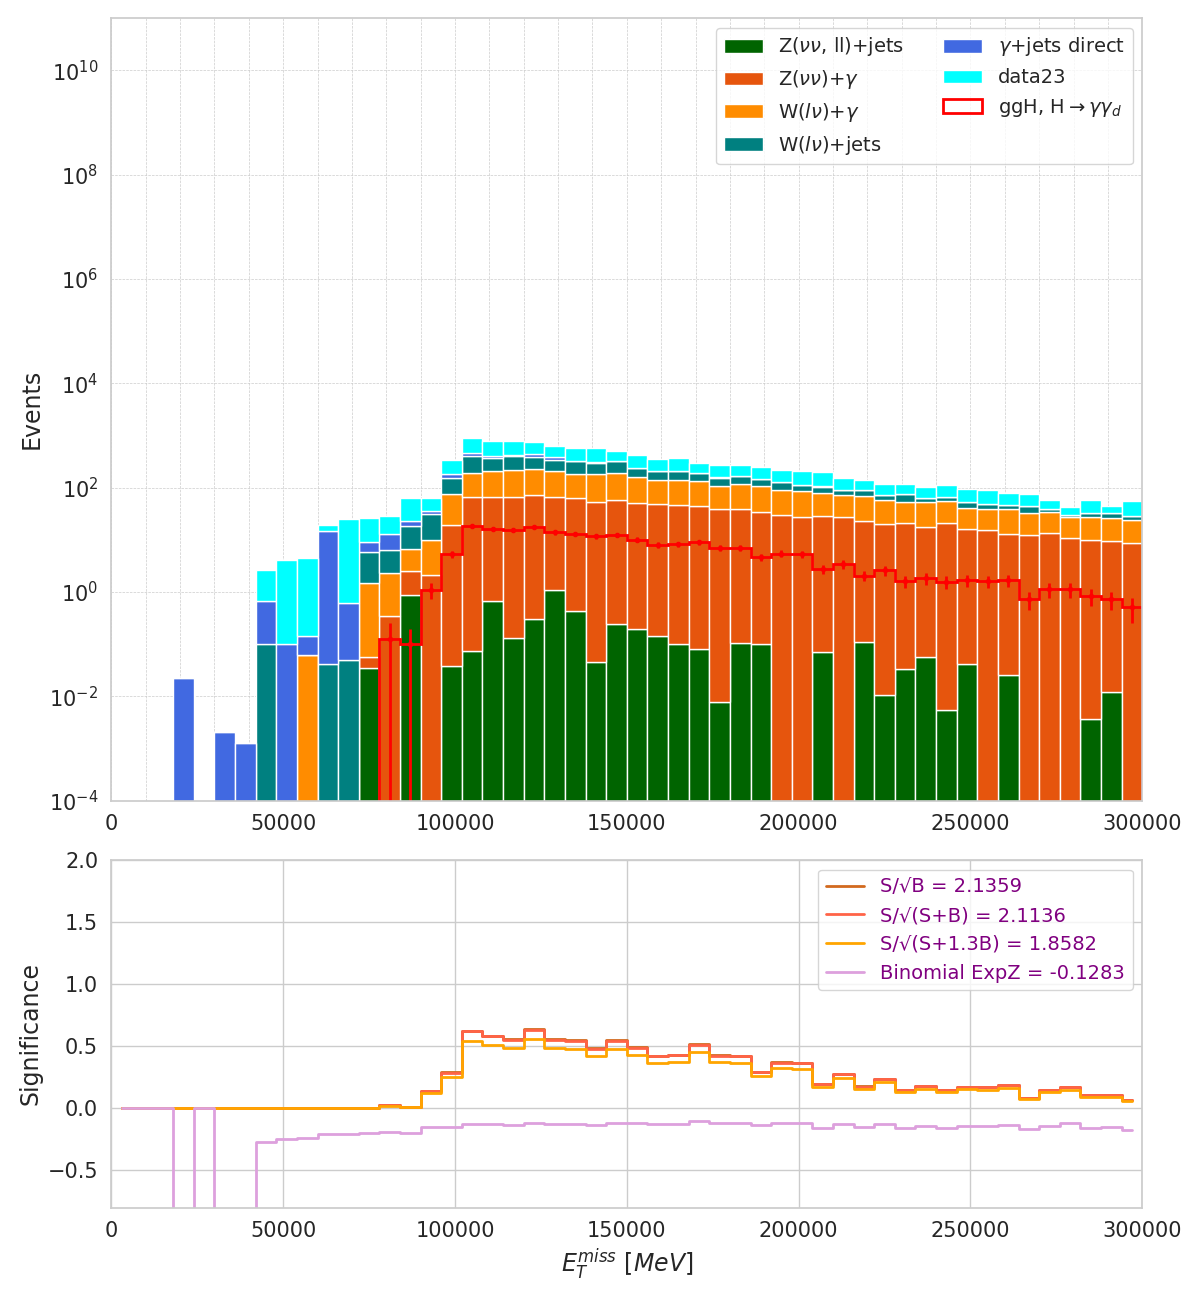 Z(νν, ll)+jets
Z(νν)+γ
W(lν)+γ
W(lν)+jets
γ+jets direct
data23
ggH, H→γγ_d
Events
10^10
10^8
10^6
10^4
10^2
10^0
10^−2
10^−4
0 50000 100000 150000 200000 250000 300000
S/√B = 2.1359
S/√(S+B) = 2.1136
S/√(S+1.3B) = 1.8582
Binomial ExpZ = -0.1283
Significance
2.0
1.5
1.0
0.5
0.0
−0.5
0 50000 100000 150000 200000 250000 300000
E_T^miss [MeV]